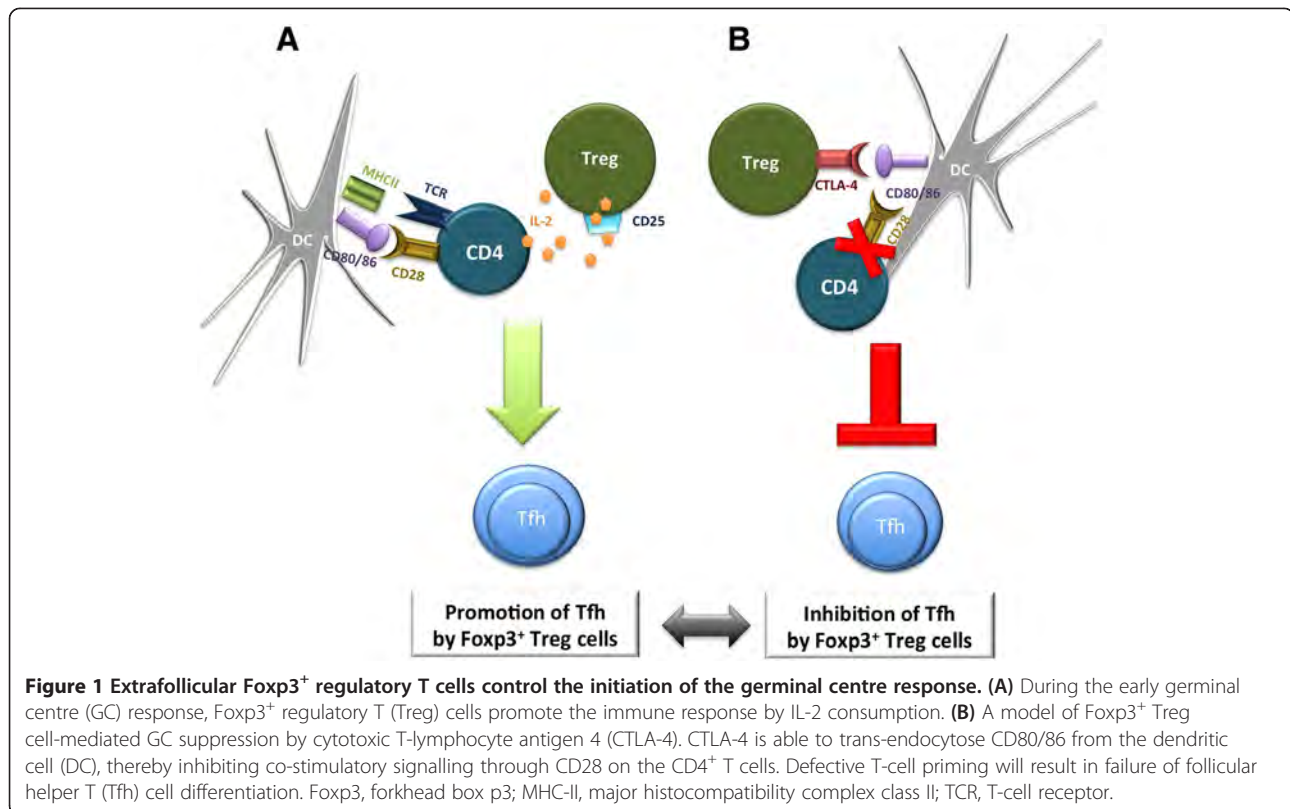 A
B
Treg
Treg
MHCII
TCR
CTLA-4
DC
IL-2
CD25
DC
CD80/86
CD80/86
CD28
CD4
CD28
CD4
Tfh
Tfh
Promotion of Tfh
by Foxp3⁺ Treg cells
Inhibition of Tfh
by Foxp3⁺ Treg cells
Figure 1 Extrafollicular Foxp3⁺ regulatory T cells control the initiation of the germinal centre response. (A) During the early germinal
centre (GC) response, Foxp3⁺ regulatory T (Treg) cells promote the immune response by IL-2 consumption. (B) A model of Foxp3⁺ Treg
cell-mediated GC suppression by cytotoxic T-lymphocyte antigen 4 (CTLA-4). CTLA-4 is able to trans-endocytose CD80/86 from the dendritic
cell (DC), thereby inhibiting co-stimulatory signalling through CD28 on the CD4⁺ T cells. Defective T-cell priming will result in failure of follicular
helper T (Tfh) cell differentiation. Foxp3, forkhead box p3; MHC-II, major histocompatibility complex class II; TCR, T-cell receptor.